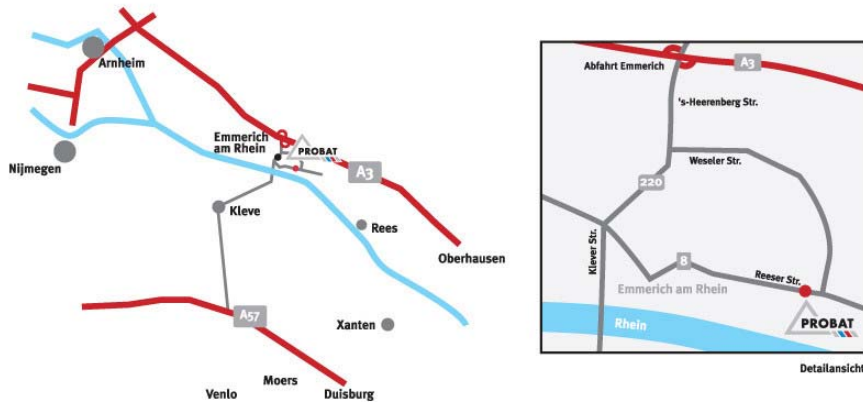 Arnheim
Emmerich
am Rhein
PROBAT
Nijmegen
A3
Kleve
Rees
Oberhausen
A57
Xanten
Moers
Venlo
Duisburg
Abfahrt Emmerich
A3
's-Heerenberg Str.
Weseler Str.
220
Klever Str.
8
Reeser Str.
Emmerich am Rhein
PROBAT
Rhein
Detailansicht